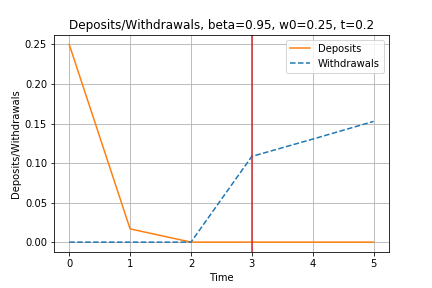 Deposits/Withdrawals, beta=0.95, w0=0.25, t=0.2
Deposits
Withdrawals
Deposits/Withdrawals
0.25
0.20
0.15
0.10
0.05
0.00
0 1 2 3 4 5
Time